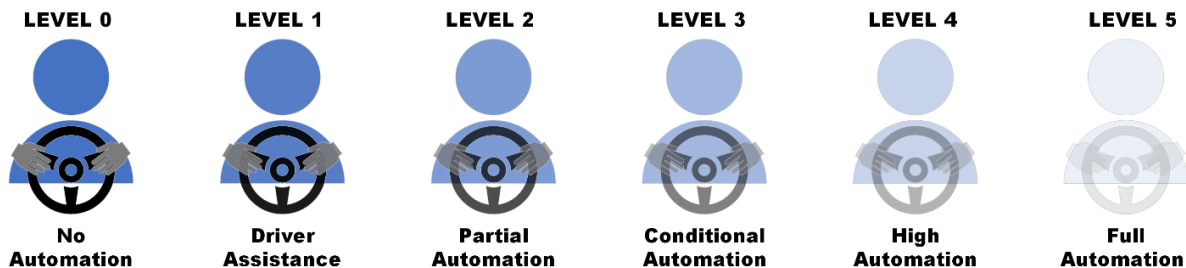 LEVEL 0
LEVEL 1
LEVEL 2
LEVEL 3
LEVEL 4
LEVEL 5
No
Automation
Driver
Assistance
Partial
Automation
Conditional
Automation
High
Automation
Full
Automation